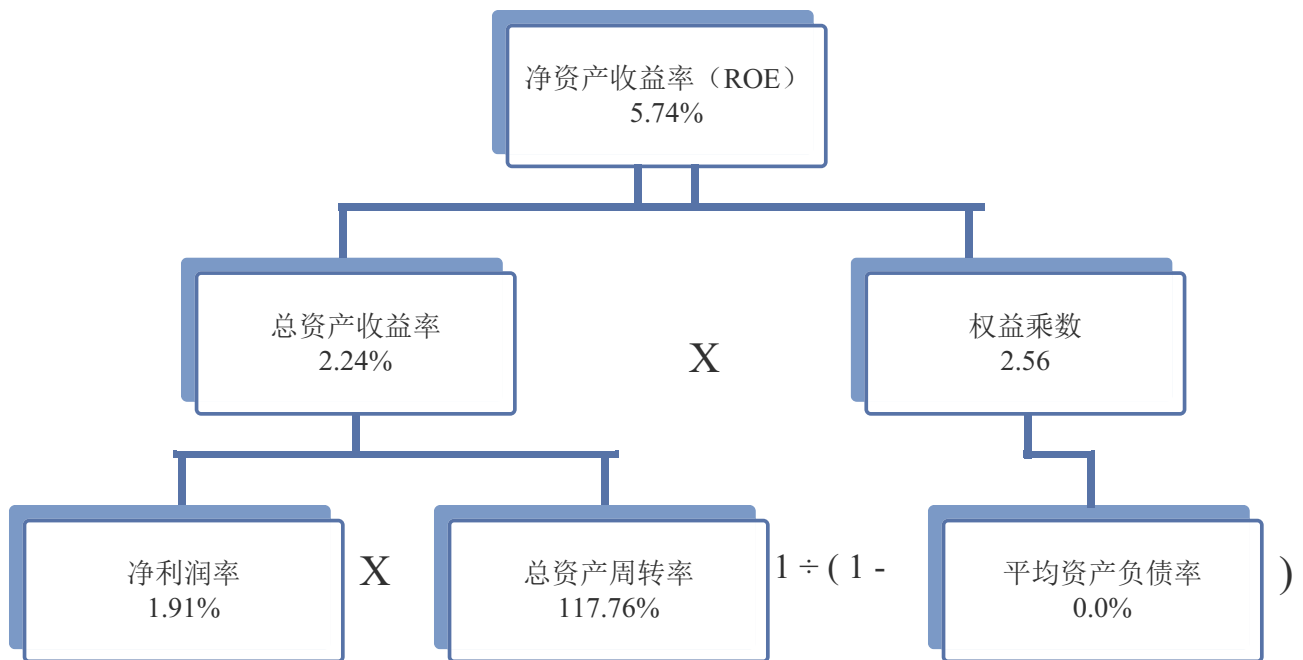 净资产收益率（ROE）
5.74%
总资产收益率
2.24%
X
权益乘数
2.56
净利润率
1.91%
X
总资产周转率
117.76%
1 ÷ ( 1 -
平均资产负债率
0.0%
)